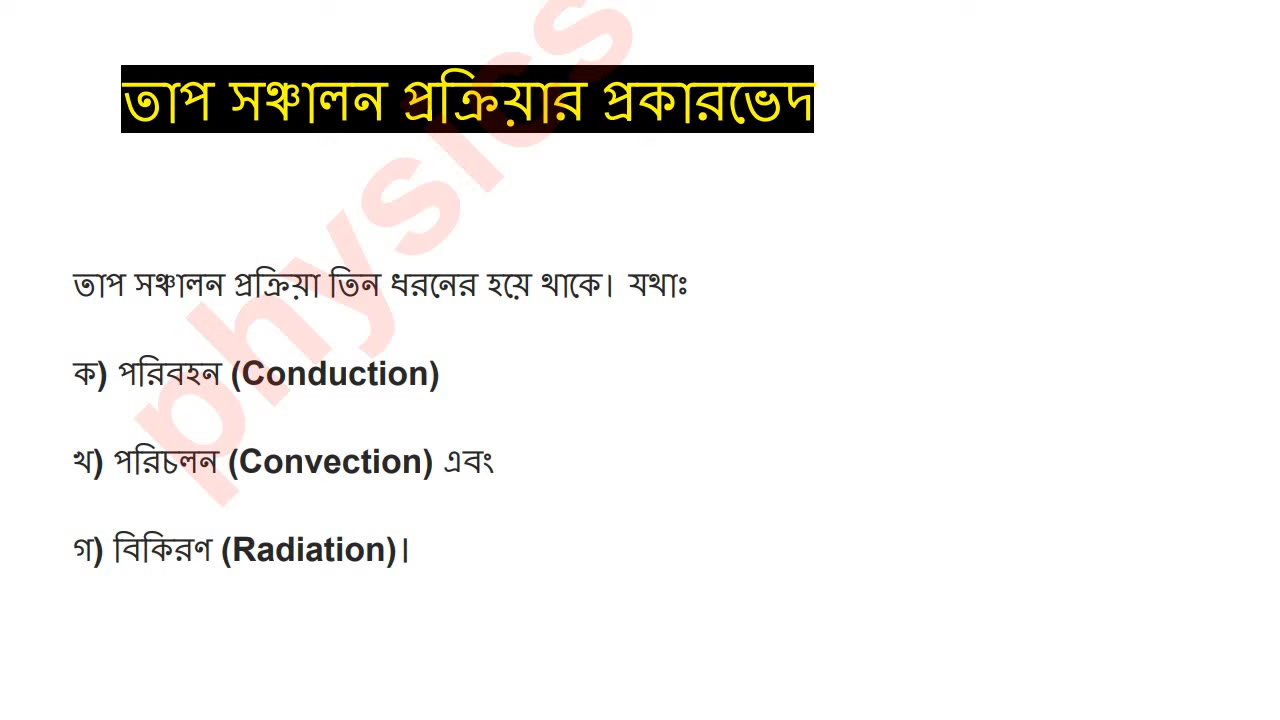 তাপ সঞ্চালন প্রক্রিয়ার প্রকারভেদ
তাপ সঞ্চালন প্রক্রিয়া তিন ধরনের হয়ে থাকে। যথাঃ
ক) পরিবহন (Conduction)
খ) পরিচলন (Convection) এবং
গ) বিকিরণ (Radiation)।
physics